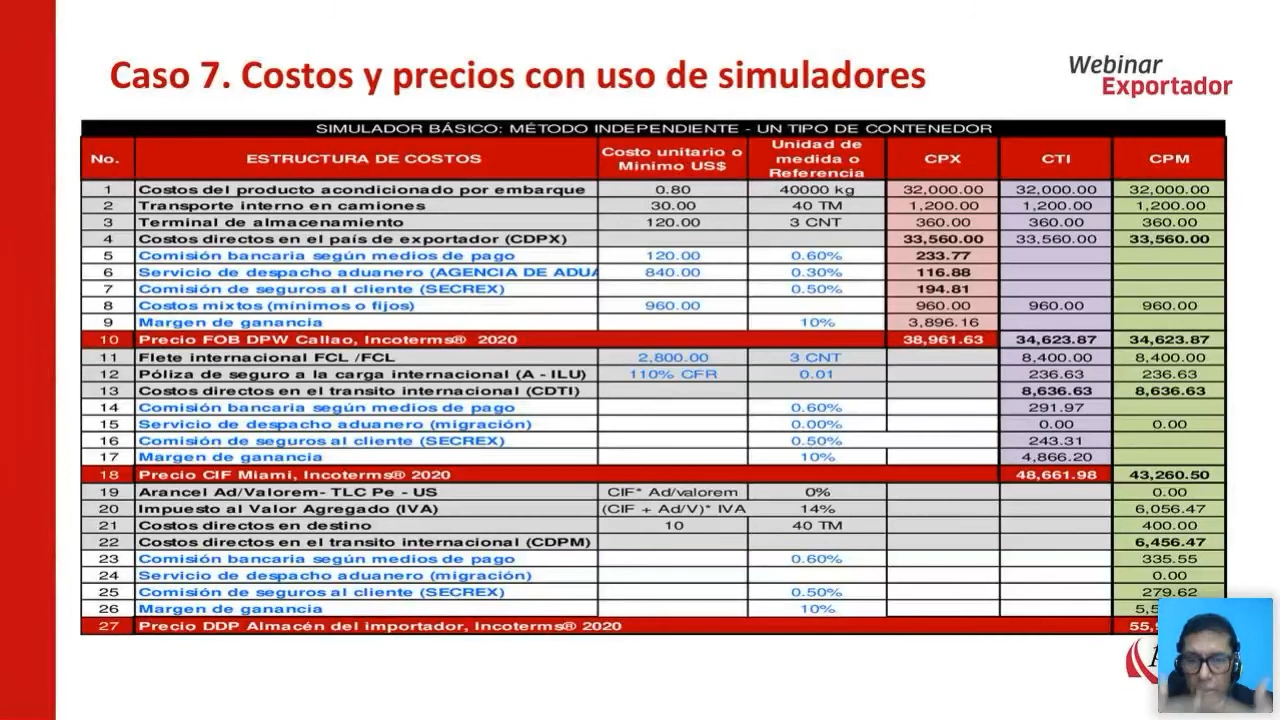 Caso 7. Costos y precios con uso de simuladores
Webinar
Exportador
SIMULADOR BÁSICO: MÉTODO INDEPENDIENTE - UN TIPO DE CONTENEDOR
No. ESTRUCTURA DE COSTOS Costo unitario o Minimo US$ Unidad de medida o Referencia CPX CTI CPM
1 Costos del producto acondicionado por embarque 0.80 40000 kg 32,000.00 32,000.00 32,000.00
2 Transporte interno en camiones 30.00 40 TM 1,200.00 1,200.00 1,200.00
3 Terminal de almacenamiento 120.00 3 CNT 360.00 360.00 360.00
4 Costos directos en el país de exportador (CDPX) 33,560.00 33,560.00 33,560.00
5 Comisión bancaria según medios de pago 120.00 0.60% 233.77
6 Servicio de despacho aduanero (AGENCIA DE ADUA 840.00 0.30% 116.88
7 Comisión de seguros al cliente (SECREX) 0.50% 194.81
8 Costos mixtos (mínimos o fijos) 960.00 960.00 960.00 960.00
9 Margen de ganancia 10% 3,896.16
10 Precio FOB DPW Callao, Incoterms® 2020 38,961.63 34,623.87 34,623.87
11 Flete internacional FCL /FCL 2,800.00 3 CNT 8,400.00 8,400.00
12 Póliza de seguro a la carga internacional (A - ILU) 110% CFR 0.01 236.63 236.63
13 Costos directos en el transito internacional (CDTI) 8,636.63 8,636.63
14 Comisión bancaria según medios de pago 0.60% 291.97
15 Servicio de despacho aduanero (migración) 0.00% 0.00 0.00
16 Comisión de seguros al cliente (SECREX) 0.50% 243.31
17 Margen de ganancia 10% 4,866.20
18 Precio CIF Miami, Incoterms® 2020 48,661.98 43,260.50
19 Arancel Ad/Valorem- TLC Pe - US CIF* Ad/valorem 0% 0.00
20 Impuesto al Valor Agregado (IVA) (CIF + Ad/V)* IVA 14% 6,056.47
21 Costos directos en destino 10 40 TM 400.00
22 Costos directos en el transito internacional (CDPM) 6,456.47
23 Comisión bancaria según medios de pago 0.60% 335.55
24 Servicio de despacho aduanero (migración) 0.00
25 Comisión de seguros al cliente (SECREX) 0.50% 279.62
26 Margen de ganancia 10%
27 Precio DDP Almacén del importador, Incoterms® 2020